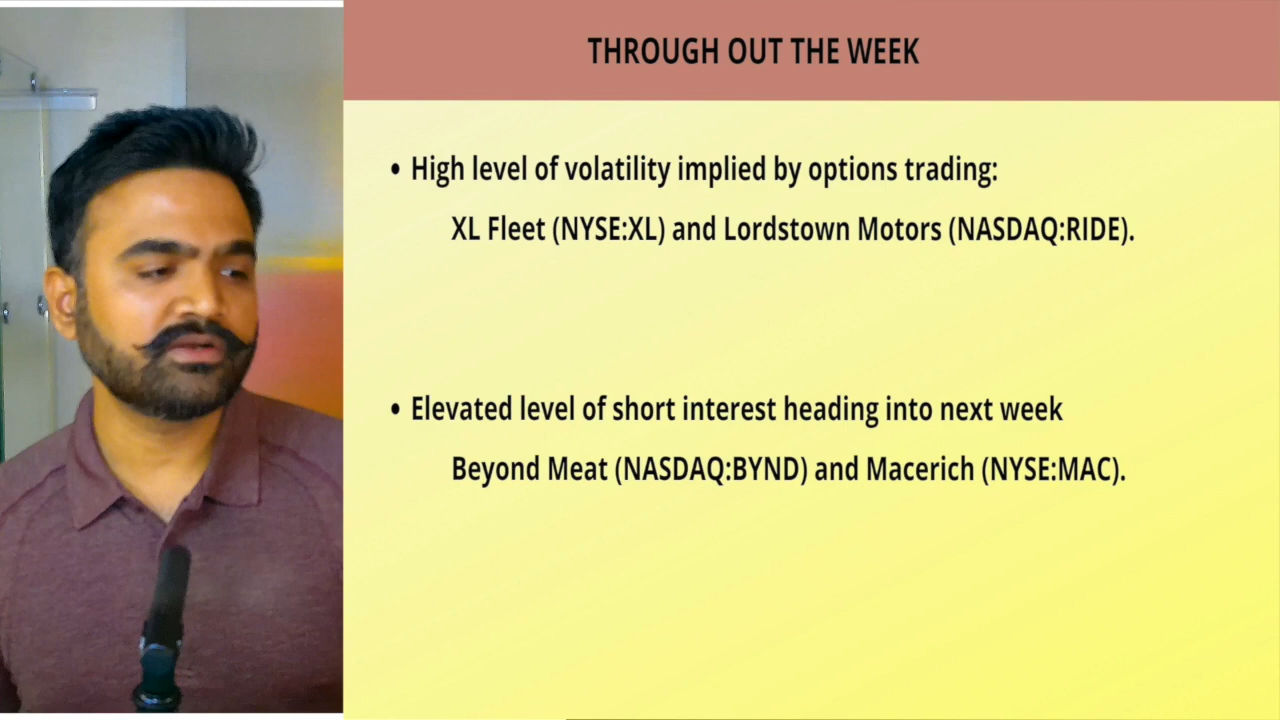 THROUGH OUT THE WEEK
• High level of volatility implied by options trading:
XL Fleet (NYSE:XL) and Lordstown Motors (NASDAQ:RIDE).
• Elevated level of short interest heading into next week
Beyond Meat (NASDAQ:BYND) and Macerich (NYSE:MAC).